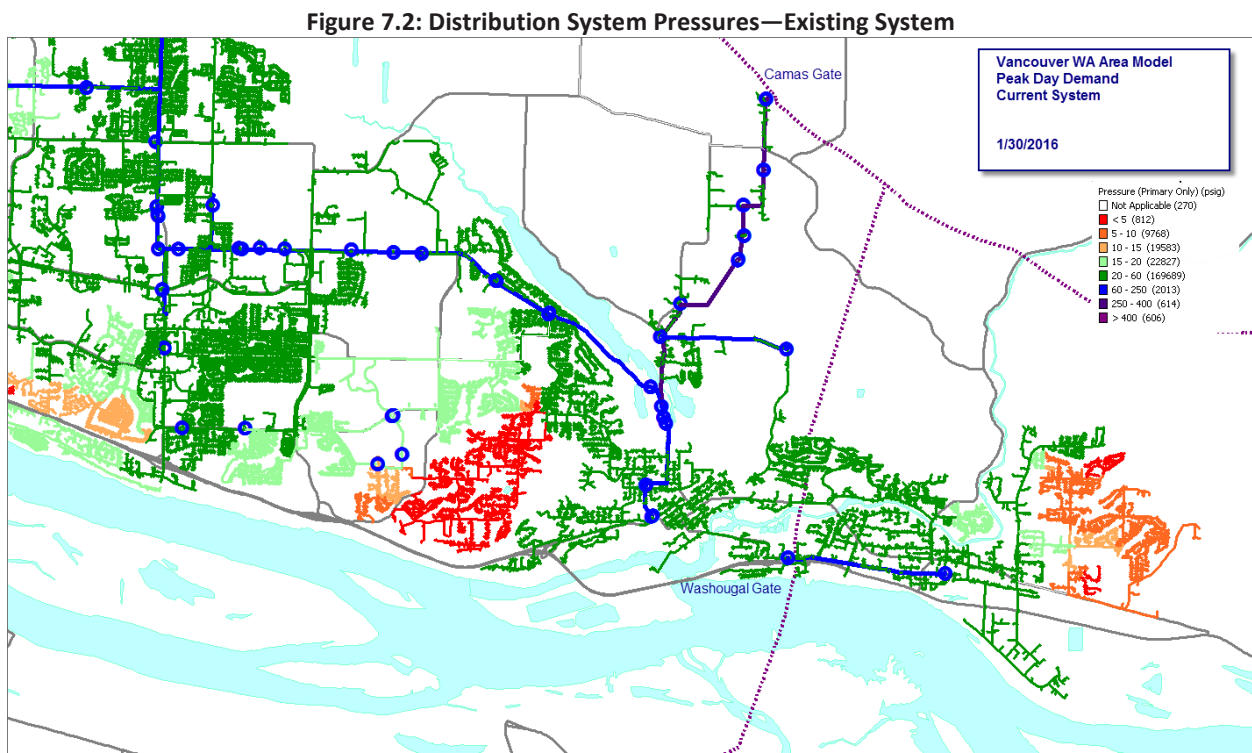 Figure 7.2: Distribution System Pressures—Existing System
Vancouver WA Area Model
Peak Day Demand
Current System
1/30/2016
Camas Gate
Pressure (Primary Only) (psig)
Not Applicable (270)
< 5 (812)
5 - 10 (9768)
10 - 15 (19583)
15 - 20 (22827)
20 - 60 (169689)
60 - 250 (2013)
250 - 400 (614)
> 400 (606)
Washougal Gate